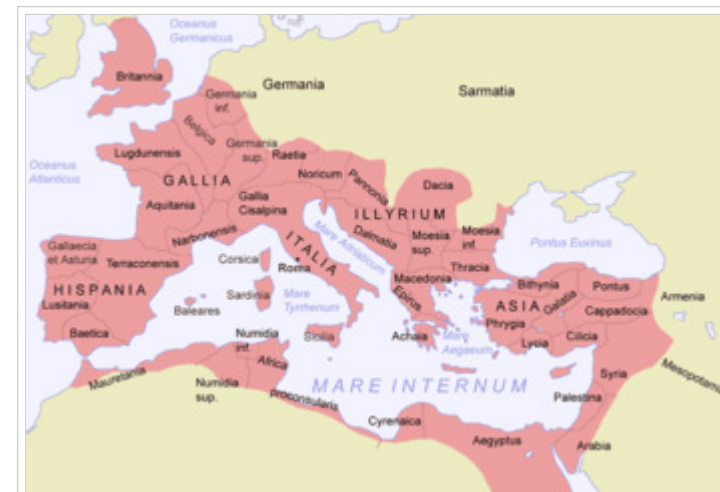 Oceanus
Germanicus
Britannia
Germania
Sarmatia
Germania
inf.
Belgica
Lugdunensis
Germania
sup.
Raetia
Oceanus
Atlanticus
GALLIA
Noricum
Pannonia
Dacia
Aquitania
Gallia
Cisalpina
ILLYRIUM
Narbonensis
Mare Adriaticum
Dalmatia
Moesia
sup.
Moesia
inf.
Pontus Euxinus
Gallaecia
et Asturia
Terraconensis
Corsica
ITALIA
Roma
Thracia
HISPANIA
Macedonia
Bithynia
Pontus
Armenia
Lusitania
Sardinia
Mare
Tyrrhenum
Epirus
ASIA
Galatia
Cappadocia
Baleares
Phrygia
Baetica
Numidia
inf.
Sicilia
Achaia
Mare
Aegaeum
Lycia
Cilicia
Mauretania
Africa
Syria
Mesopotamia
Numidia
sup.
Proconsularis
MARE INTERNUM
Palestina
Cyrenaica
Aegyptus
Arabia